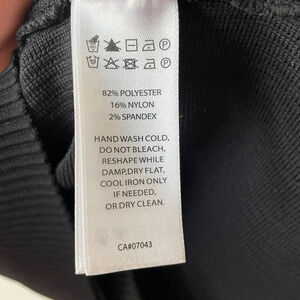 82% POLYESTER
16% NYLON
2% SPANDEX
HAND WASH COLD,
DO NOT BLEACH,
RESHAPE WHILE
DAMP,DRY FLAT,
COOL IRON ONLY
IF NEEDED,
OR DRY CLEAN.
CA#07043